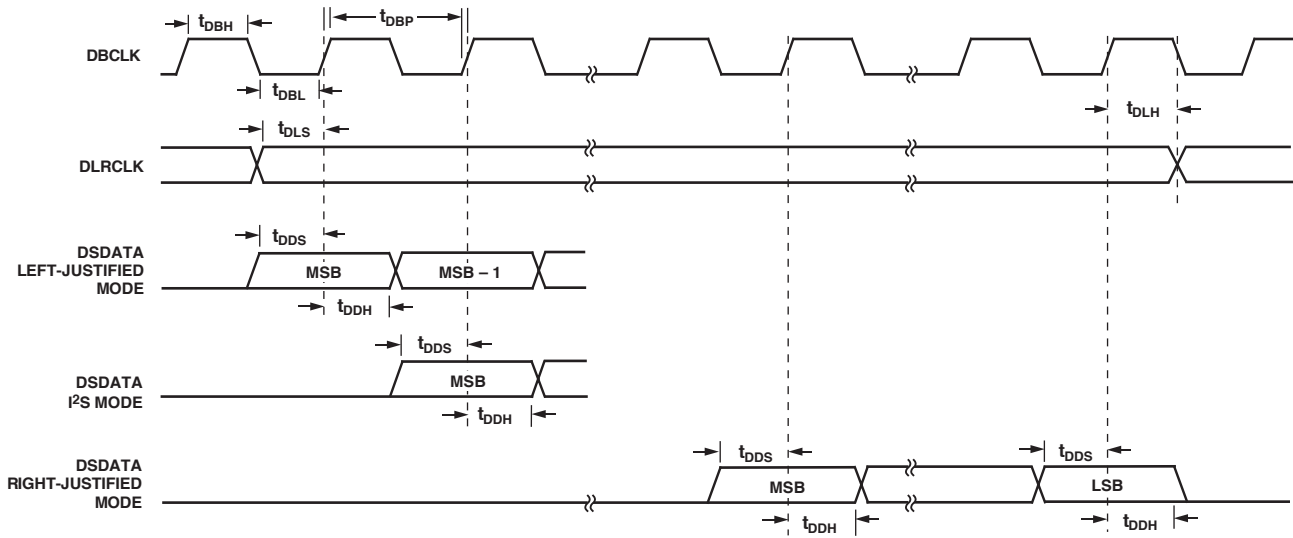 tDBH
tDBP
DBCLK
tDBL
tDLH
tDLS
DLRCLK
tDDS
DSDATA
LEFT-JUSTIFIED
MODE
MSB
MSB – 1
tDDH
tDDS
DSDATA
I²S MODE
MSB
tDDH
DSDATA
RIGHT-JUSTIFIED
MODE
tDDS
tDDS
MSB
LSB
tDDH
tDDH